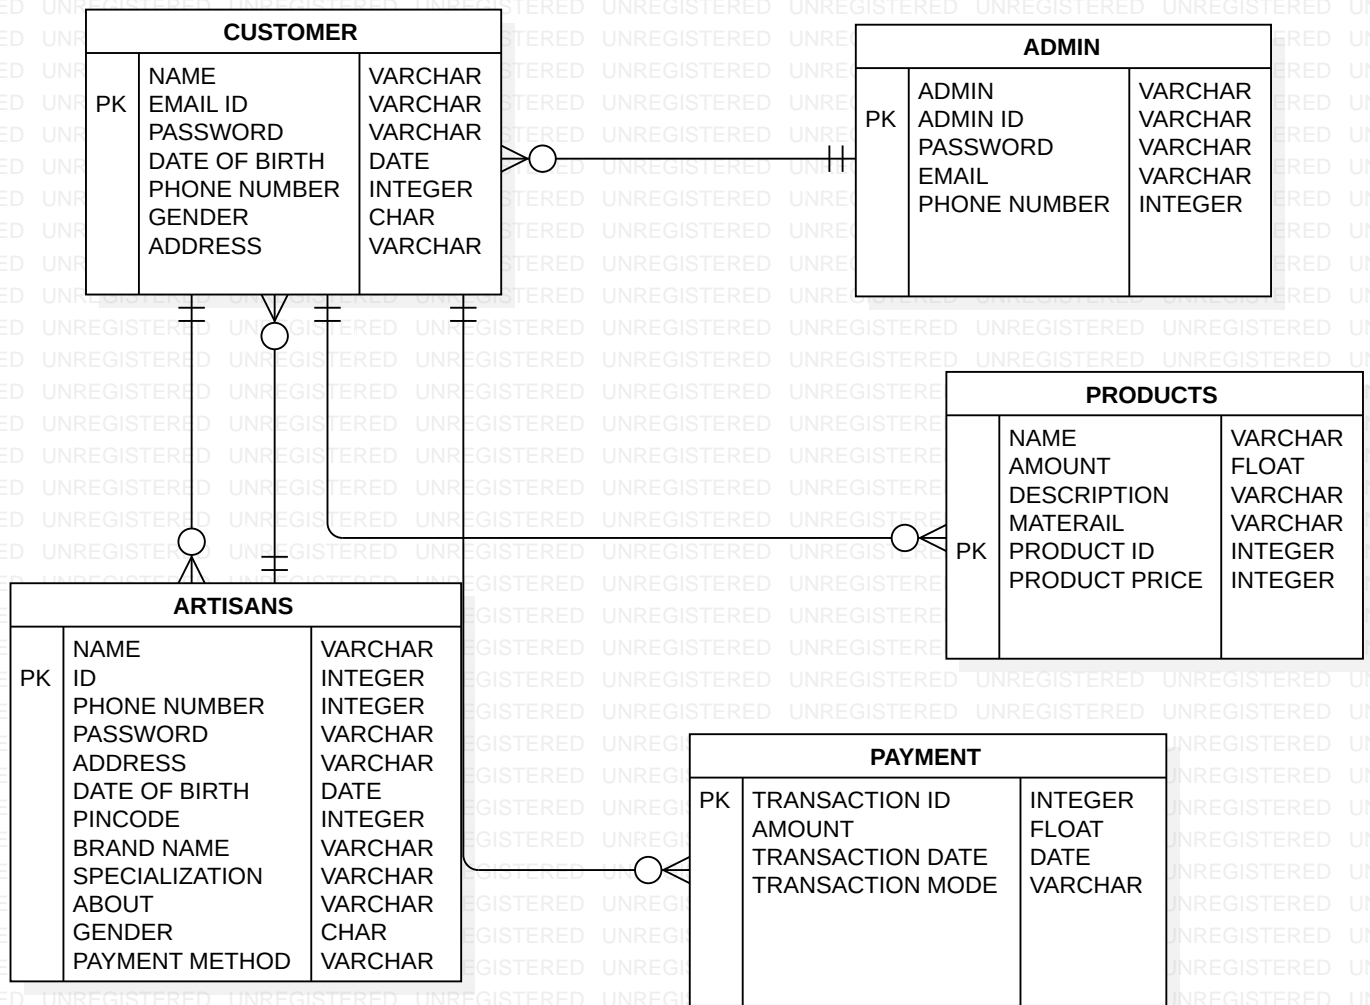 CUSTOMER
NAME VARCHAR
PK EMAIL ID VARCHAR
PASSWORD VARCHAR
DATE OF BIRTH DATE
PHONE NUMBER INTEGER
GENDER CHAR
ADDRESS VARCHAR
ADMIN
ADMIN VARCHAR
PK ADMIN ID VARCHAR
PASSWORD VARCHAR
EMAIL VARCHAR
PHONE NUMBER INTEGER
PRODUCTS
NAME VARCHAR
AMOUNT FLOAT
DESCRIPTION VARCHAR
MATERAIL VARCHAR
PK PRODUCT ID INTEGER
PRODUCT PRICE INTEGER
ARTISANS
NAME VARCHAR
PK ID INTEGER
PHONE NUMBER INTEGER
PASSWORD VARCHAR
ADDRESS VARCHAR
DATE OF BIRTH DATE
PINCODE INTEGER
BRAND NAME VARCHAR
SPECIALIZATION VARCHAR
ABOUT VARCHAR
GENDER CHAR
PAYMENT METHOD VARCHAR
PAYMENT
PK TRANSACTION ID INTEGER
AMOUNT FLOAT
TRANSACTION DATE DATE
TRANSACTION MODE VARCHAR
UNREGISTERED